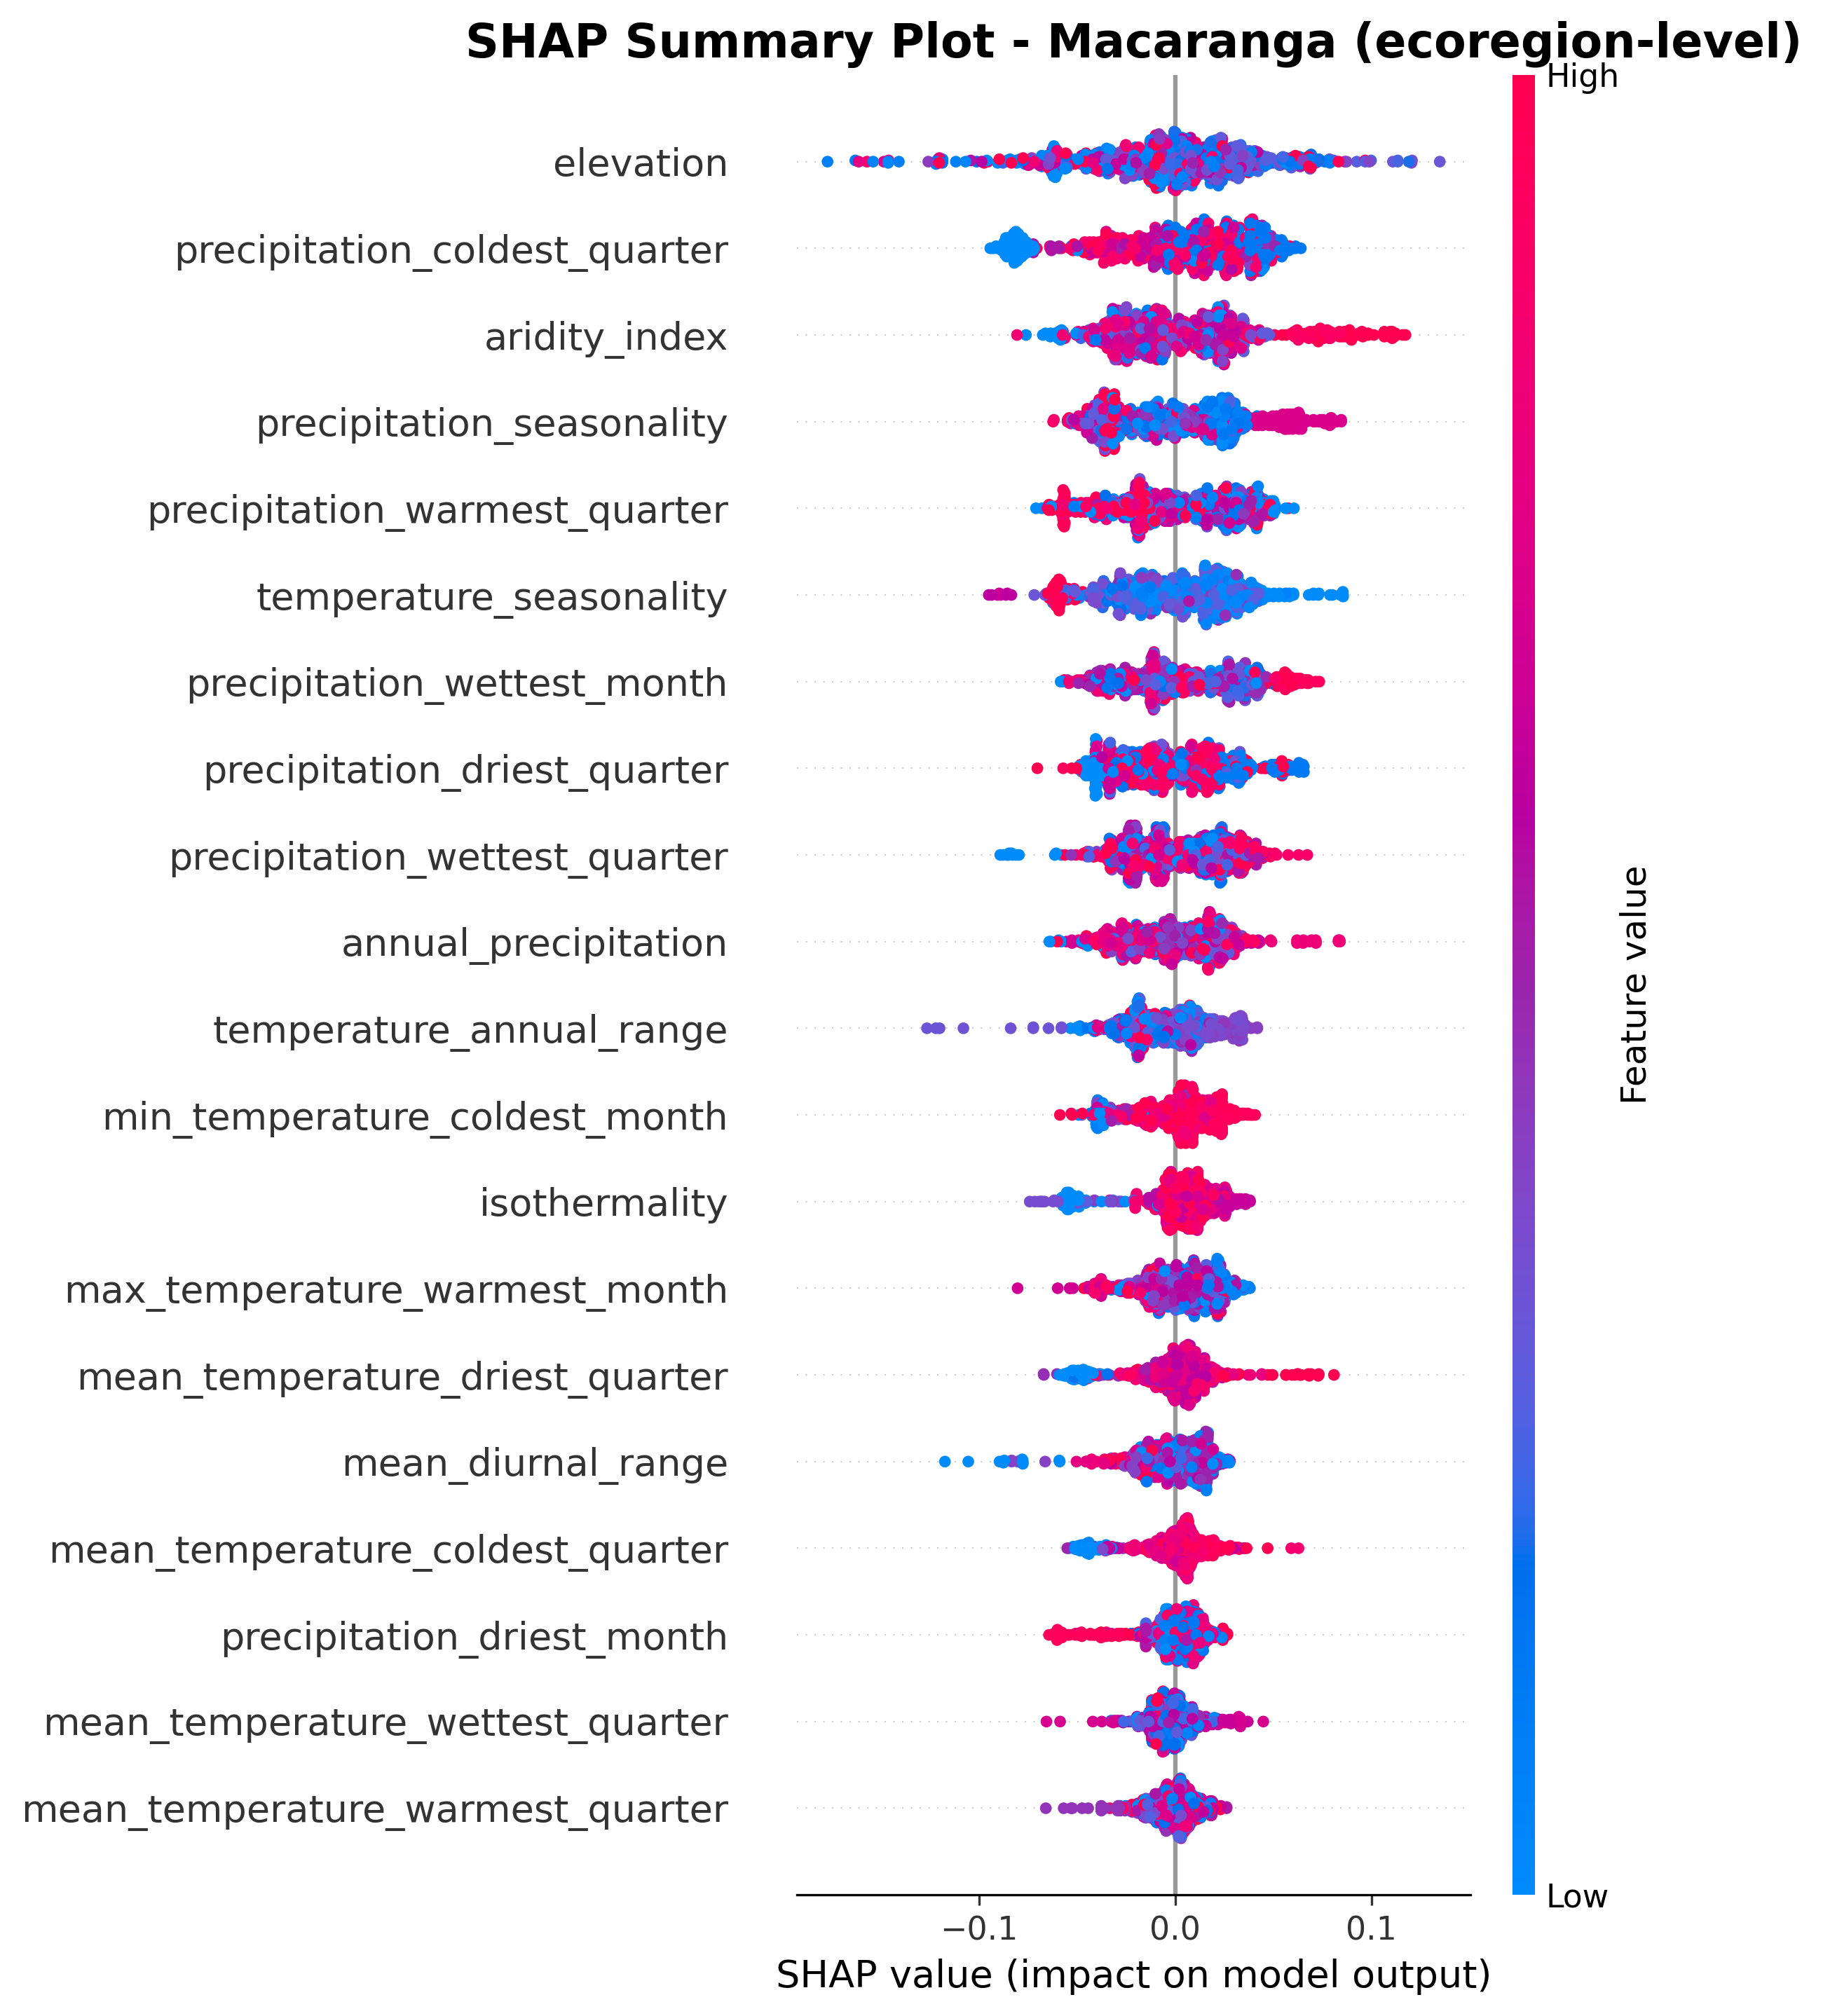 SHAP Summary Plot - Macaranga (ecoregion-level)
High
elevation
precipitation_coldest_quarter
aridity_index
precipitation_seasonality
precipitation_warmest_quarter
temperature_seasonality
precipitation_wettest_month
precipitation_driest_quarter
precipitation_wettest_quarter
annual_precipitation
temperature_annual_range
min_temperature_coldest_month
isothermality
max_temperature_warmest_month
mean_temperature_driest_quarter
mean_diurnal_range
mean_temperature_coldest_quarter
precipitation_driest_month
mean_temperature_wettest_quarter
mean_temperature_warmest_quarter
Feature value
Low
−0.1 0.0 0.1
SHAP value (impact on model output)